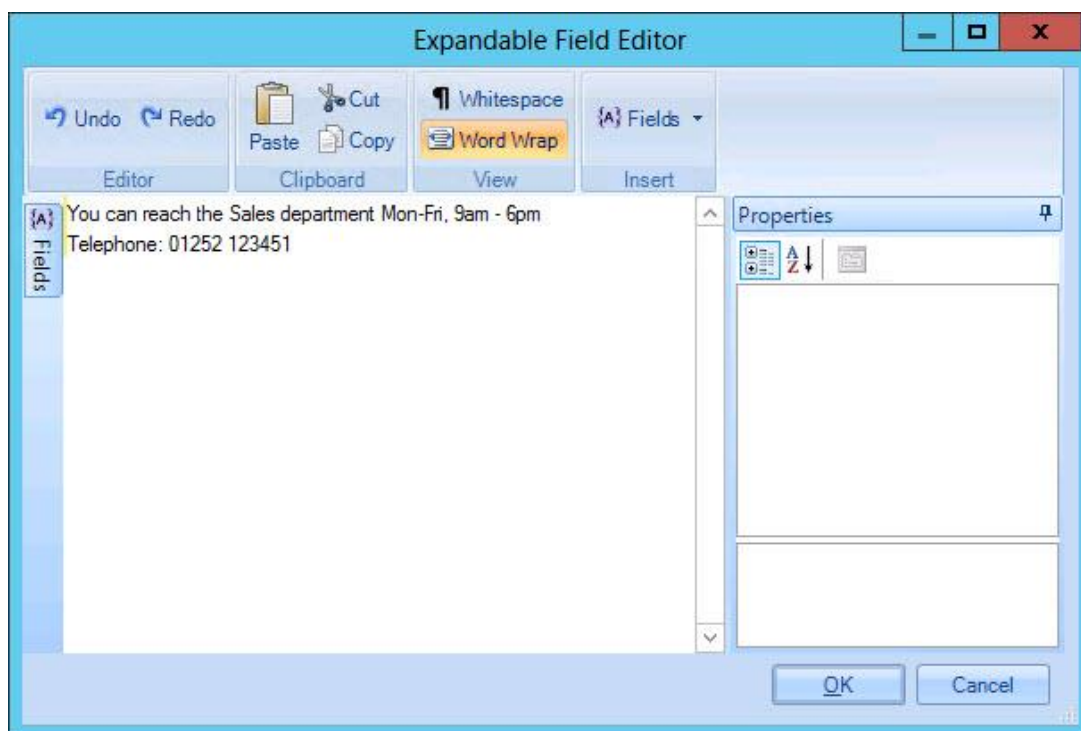 Expandable Field Editor
Undo
Redo
Paste
Cut
Copy
Whitespace
Word Wrap
{A} Fields
Editor
Clipboard
View
Insert
{A} Fields
You can reach the Sales department Mon-Fri, 9am - 6pm
Telephone: 01252 123451
Properties
OK
Cancel